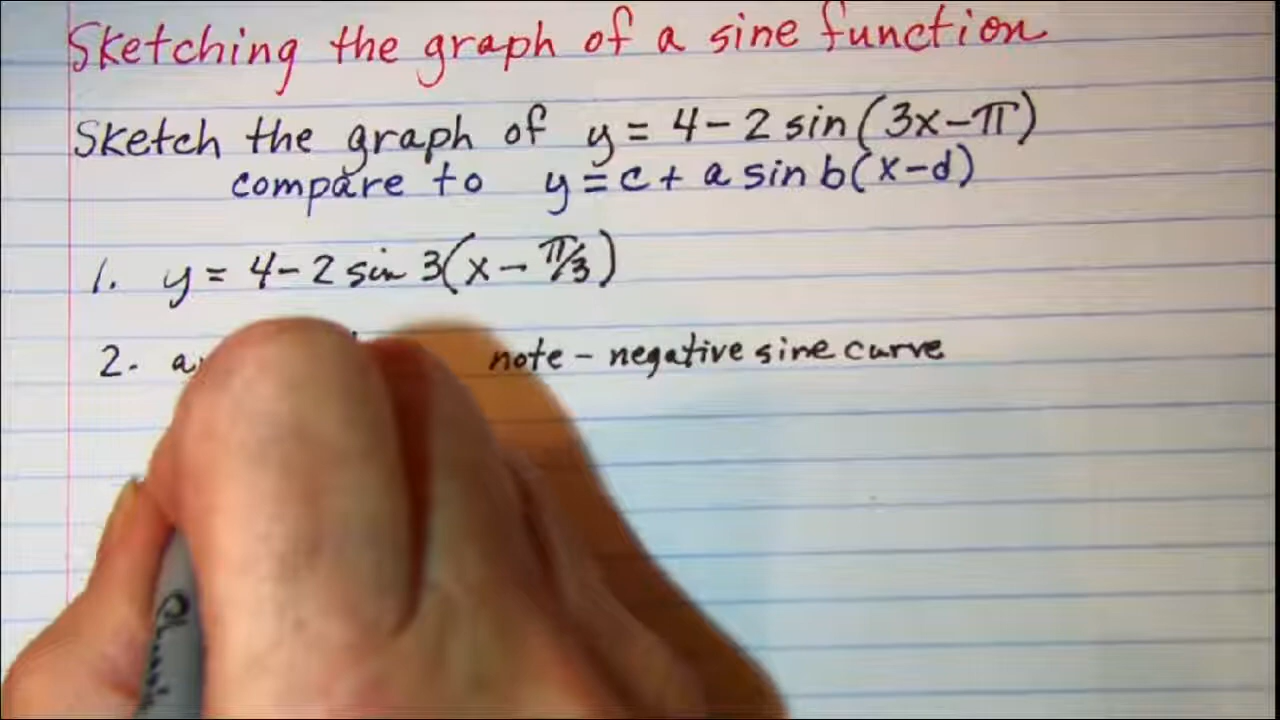 Sketching the graph of a sine function
Sketch the graph of y = 4 - 2 sin(3x - π)
compare to y = c + a sin b(x - d)
1. y = 4 - 2 sin 3(x - π/3)
2. note - negative sine curve